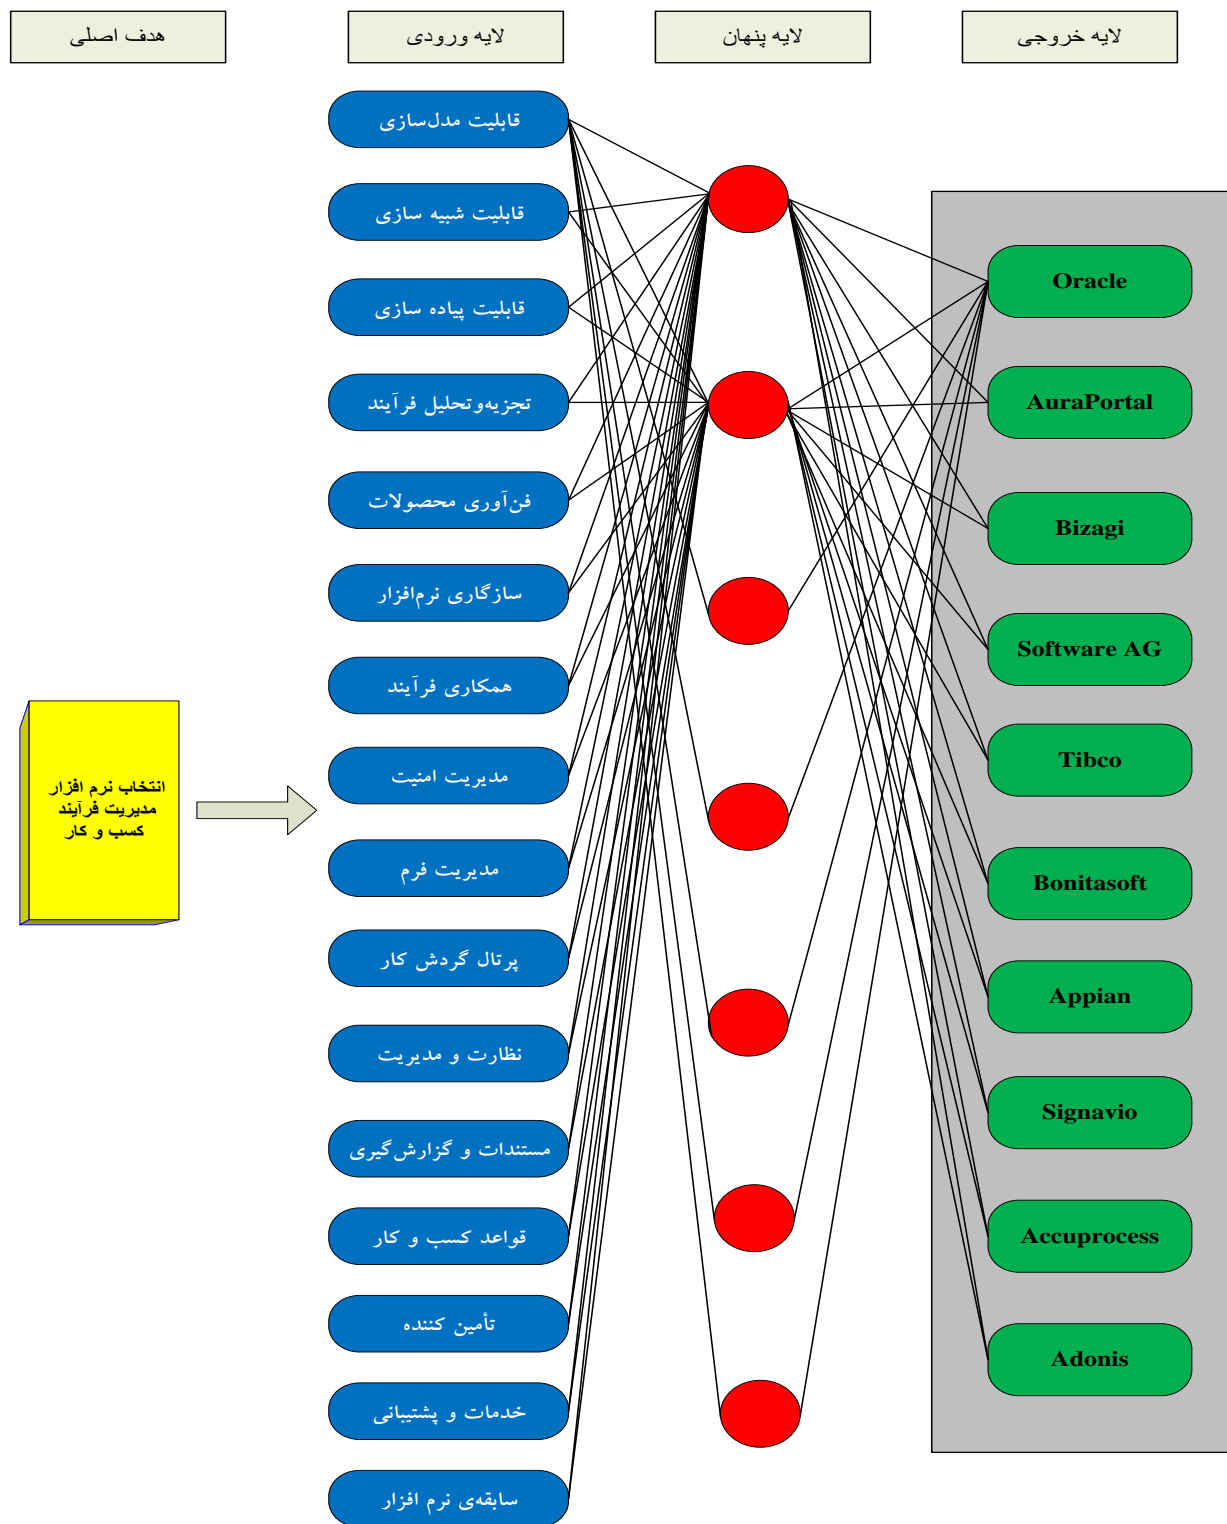 هدف اصلی
لایه ورودی
لایه پنهان
لایه خروجی
قابلیت مدل‌سازی
قابلیت شبیه سازی
قابلیت پیاده سازی
تجزیه‌وتحلیل فرآیند
فن‌آوری محصولات
سازگاری نرم‌افزار
همکاری فرآیند
مدیریت امنیت
مدیریت فرم
پرتال گردش کار
نظارت و مدیریت
مستندات و گزارش‌گیری
قواعد کسب و کار
تأمین کننده
خدمات و پشتیبانی
سابقه‌ی نرم افزار
انتخاب نرم افزار
مدیریت فرآیند
کسب و کار
Oracle
AuraPortal
Bizagi
Software AG
Tibco
Bonitasoft
Appian
Signavio
Accuprocess
Adonis